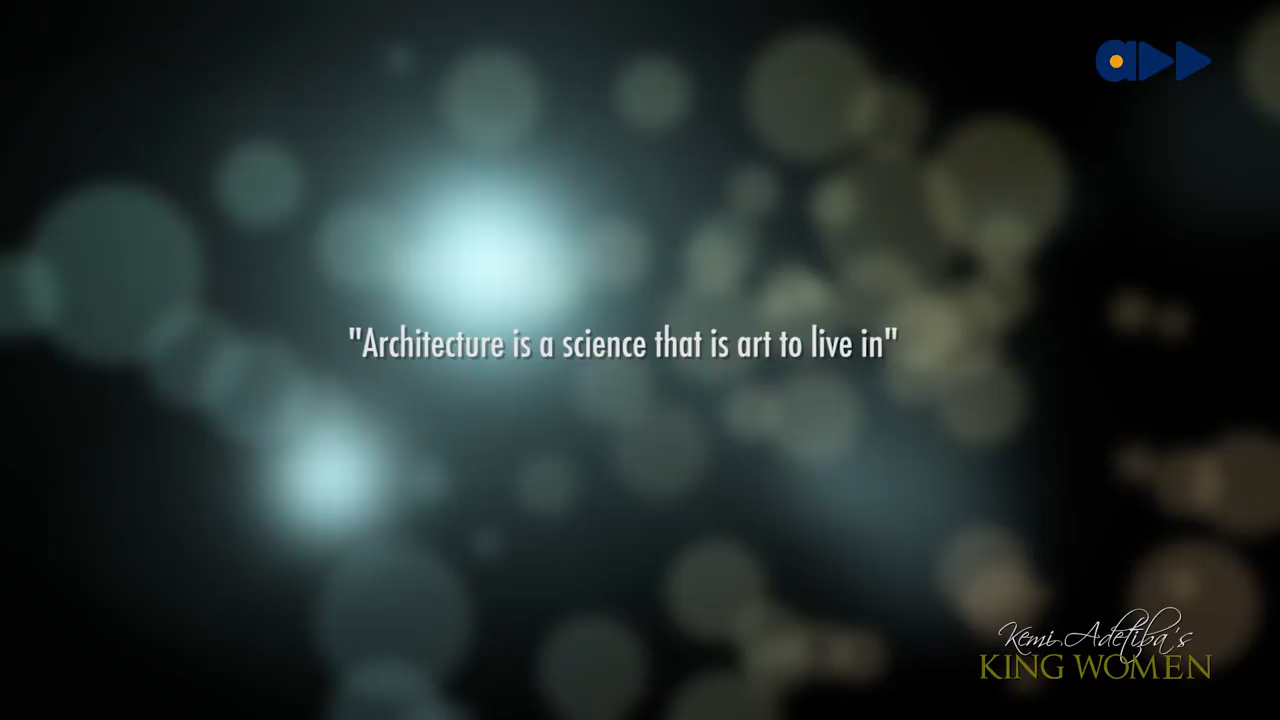 "Architecture is a science that is art to live in"
Kemi Adetiba's
KING WOMEN